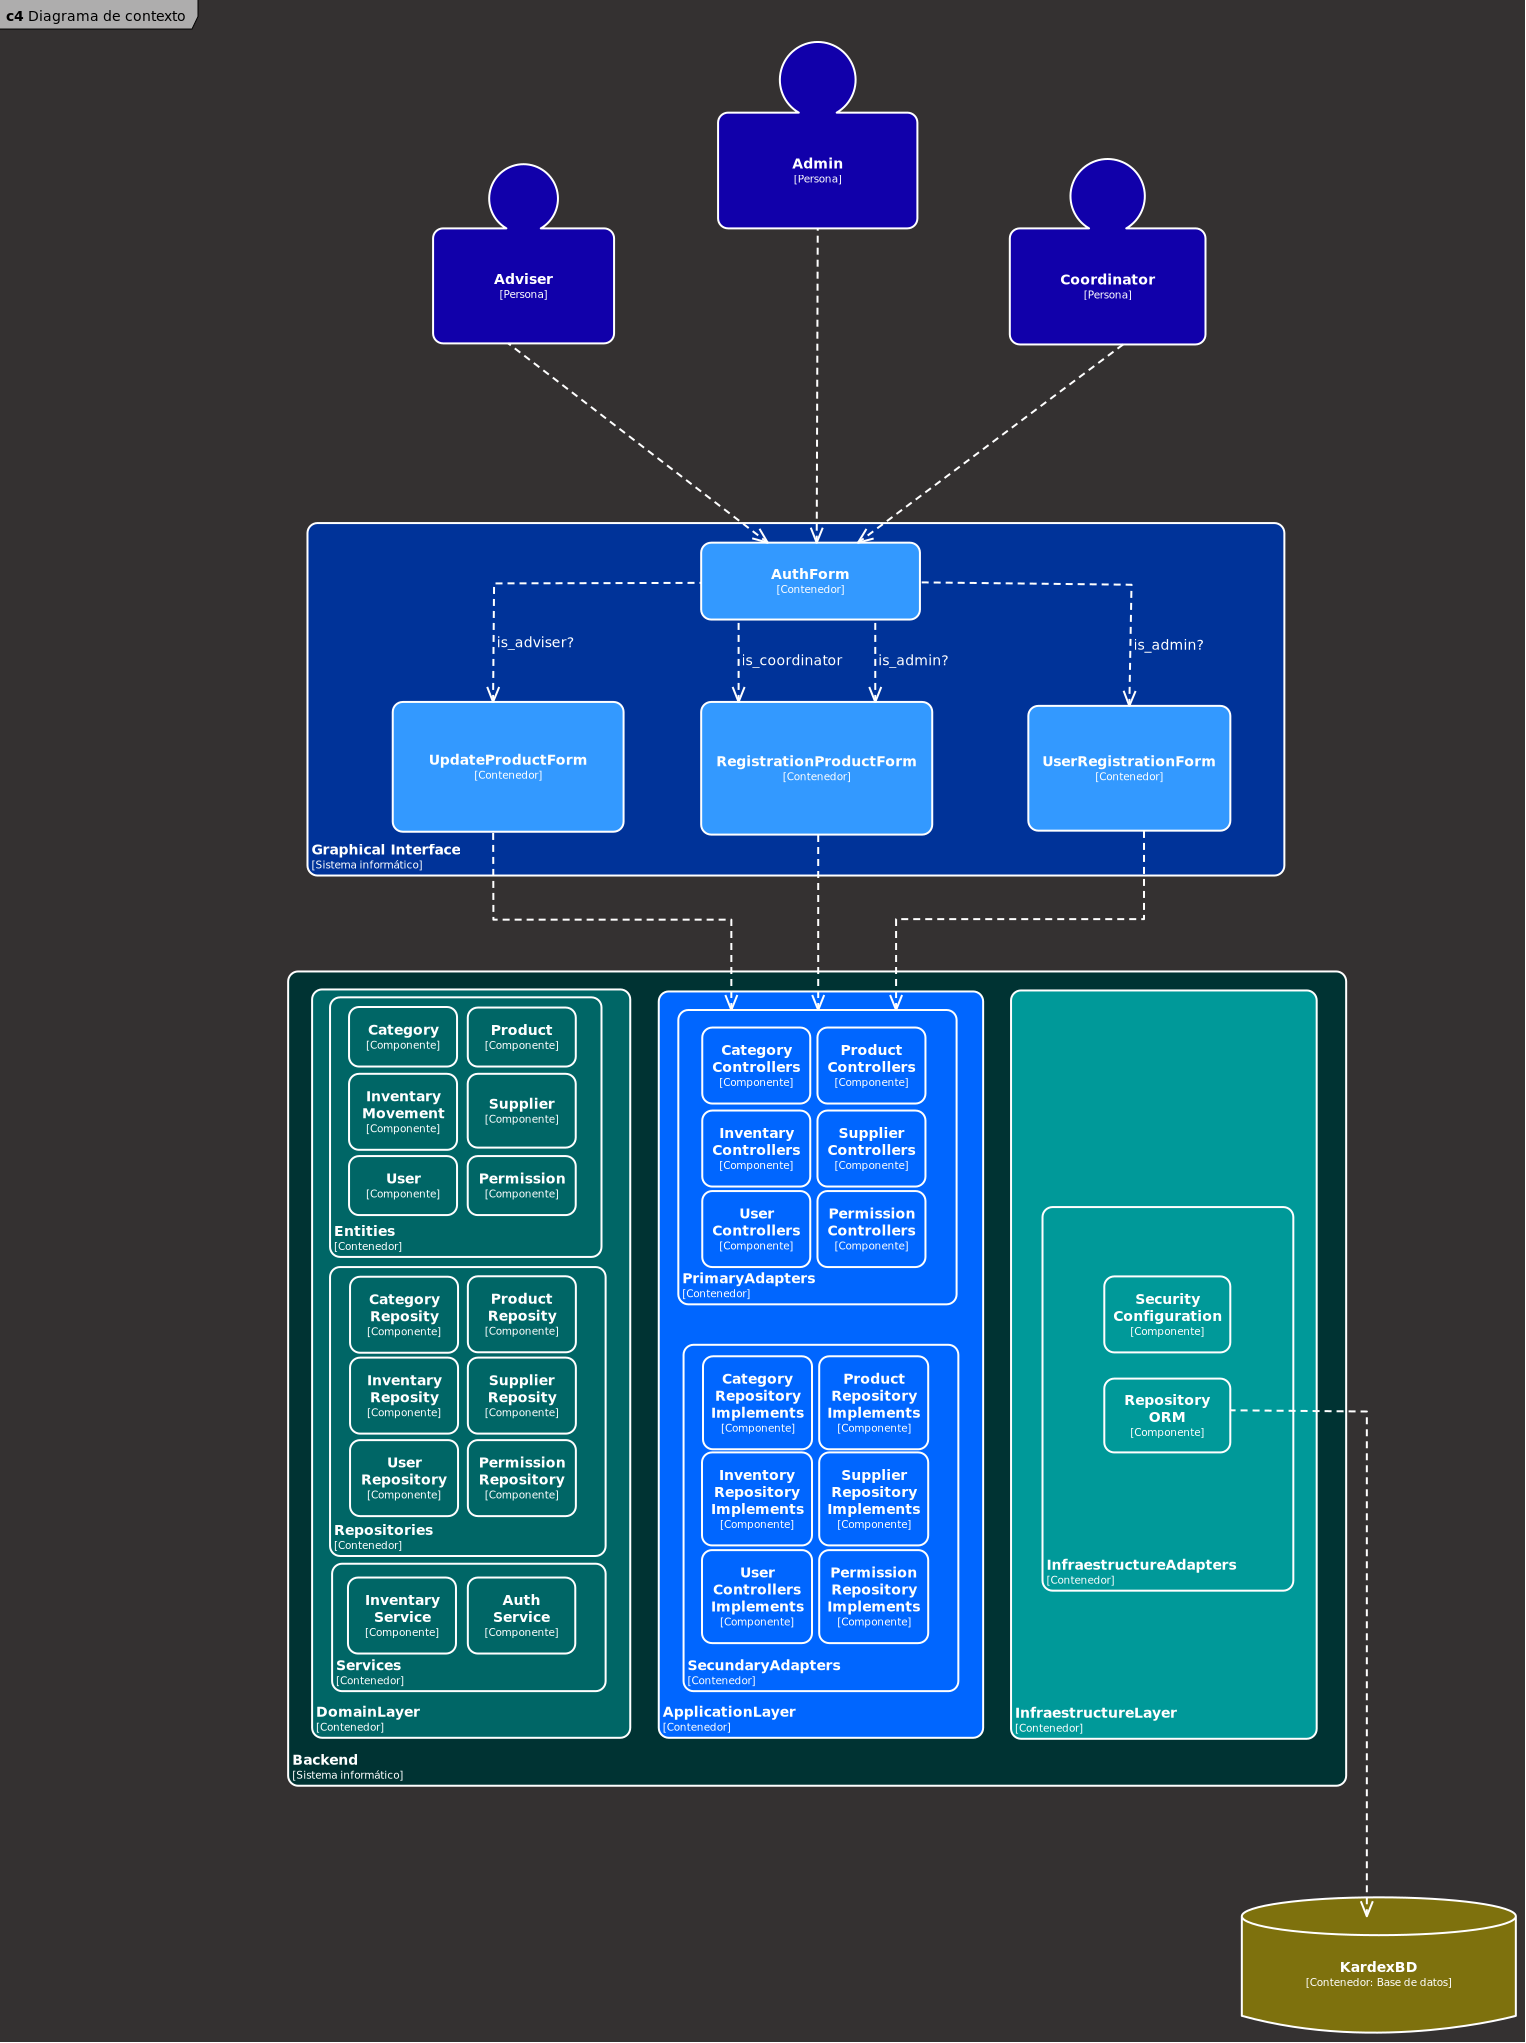 c4 Diagrama de contexto
Admin
[Persona]
Adviser
[Persona]
Coordinator
[Persona]
AuthForm
[Contenedor]
is_adviser?
is_coordinator
is_admin?
is_admin?
UpdateProductForm
[Contenedor]
RegistrationProductForm
[Contenedor]
UserRegistrationForm
[Contenedor]
Graphical Interface
[Sistema informático]
Category
[Componente]
Product
[Componente]
Inventary
Movement
[Componente]
Supplier
[Componente]
User
[Componente]
Permission
[Componente]
Entities
[Contenedor]
Category
Reposity
[Componente]
Product
Reposity
[Componente]
Inventary
Reposity
[Componente]
Supplier
Reposity
[Componente]
User
Repository
[Componente]
Permission
Repository
[Componente]
Repositories
[Contenedor]
Inventary
Service
[Componente]
Auth
Service
[Componente]
Services
[Contenedor]
DomainLayer
[Contenedor]
Category
Controllers
[Componente]
Product
Controllers
[Componente]
Inventary
Controllers
[Componente]
Supplier
Controllers
[Componente]
User
Controllers
[Componente]
Permission
Controllers
[Componente]
PrimaryAdapters
[Contenedor]
Category
Repository
Implements
[Componente]
Product
Repository
Implements
[Componente]
Inventory
Repository
Implements
[Componente]
Supplier
Repository
Implements
[Componente]
User
Controllers
Implements
[Componente]
Permission
Repository
Implements
[Componente]
SecundaryAdapters
[Contenedor]
ApplicationLayer
[Contenedor]
Security
Configuration
[Componente]
Repository
ORM
[Componente]
InfraestructureAdapters
[Contenedor]
InfraestructureLayer
[Contenedor]
Backend
[Sistema informático]
KardexBD
[Contenedor: Base de datos]